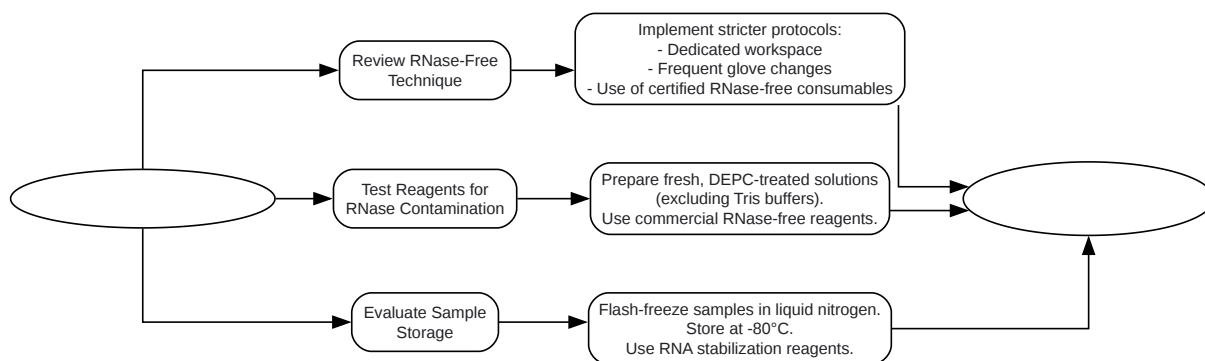 Review RNase-Free
Technique
Implement stricter protocols:
- Dedicated workspace
- Frequent glove changes
- Use of certified RNase-free consumables
Test Reagents for
RNase Contamination
Prepare fresh, DEPC-treated solutions
(excluding Tris buffers).
Use commercial RNase-free reagents.
Evaluate Sample
Storage
Flash-freeze samples in liquid nitrogen.
Store at -80°C.
Use RNA stabilization reagents.